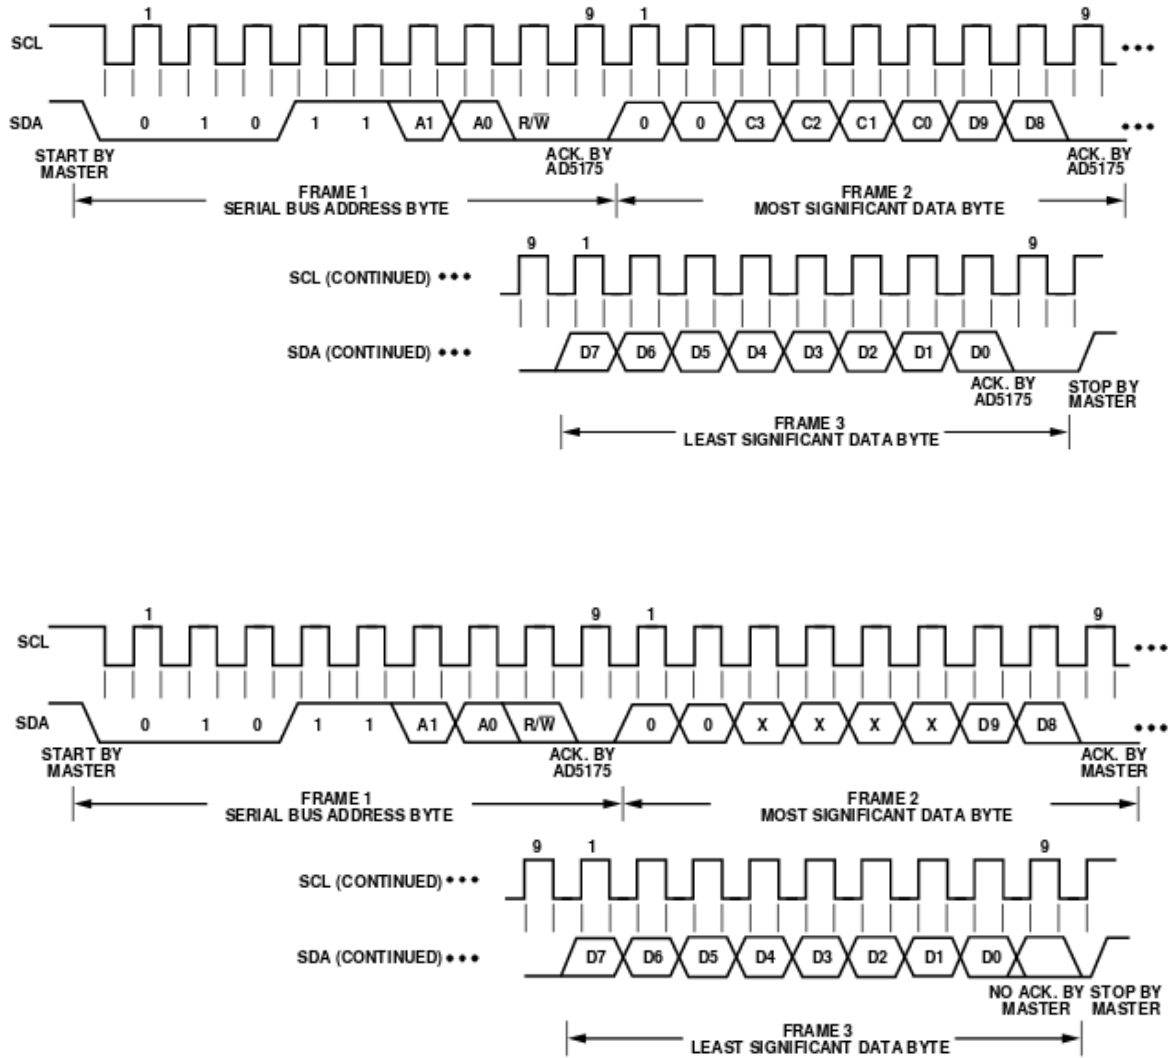 1 9 1 9
SCL
SDA 0 1 0 1 1 A1 A0 R/W̅ 0 0 C3 C2 C1 C0 D9 D8
START BY ACK. BY ACK. BY
MASTER AD5175 AD5175
FRAME 1 FRAME 2
SERIAL BUS ADDRESS BYTE MOST SIGNIFICANT DATA BYTE
9 1 9
SCL (CONTINUED)
SDA (CONTINUED) D7 D6 D5 D4 D3 D2 D1 D0
ACK. BY STOP BY
AD5175 MASTER
FRAME 3
LEAST SIGNIFICANT DATA BYTE
1 9 1 9
SCL
SDA 0 1 0 1 1 A1 A0 R/W̅ 0 0 X X X X D9 D8
START BY ACK. BY ACK. BY
MASTER AD5175 MASTER
FRAME 1 FRAME 2
SERIAL BUS ADDRESS BYTE MOST SIGNIFICANT DATA BYTE
9 1 9
SCL (CONTINUED)
SDA (CONTINUED) D7 D6 D5 D4 D3 D2 D1 D0
NO ACK. BY STOP BY
MASTER MASTER
FRAME 3
LEAST SIGNIFICANT DATA BYTE